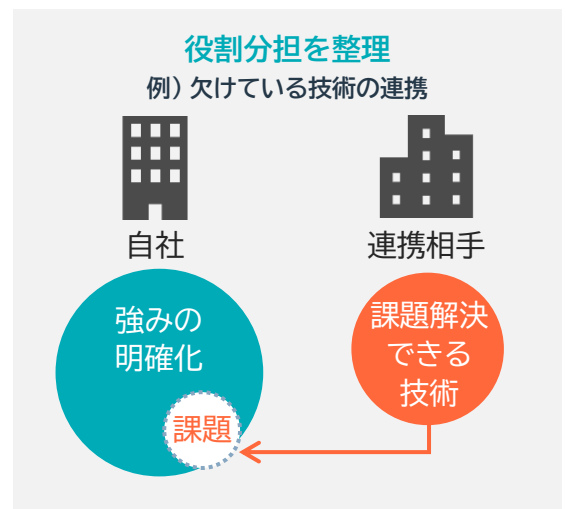 役割分担を整理
例）欠けている技術の連携
自社
連携相手
強みの
明確化
課題
課題解決
できる
技術